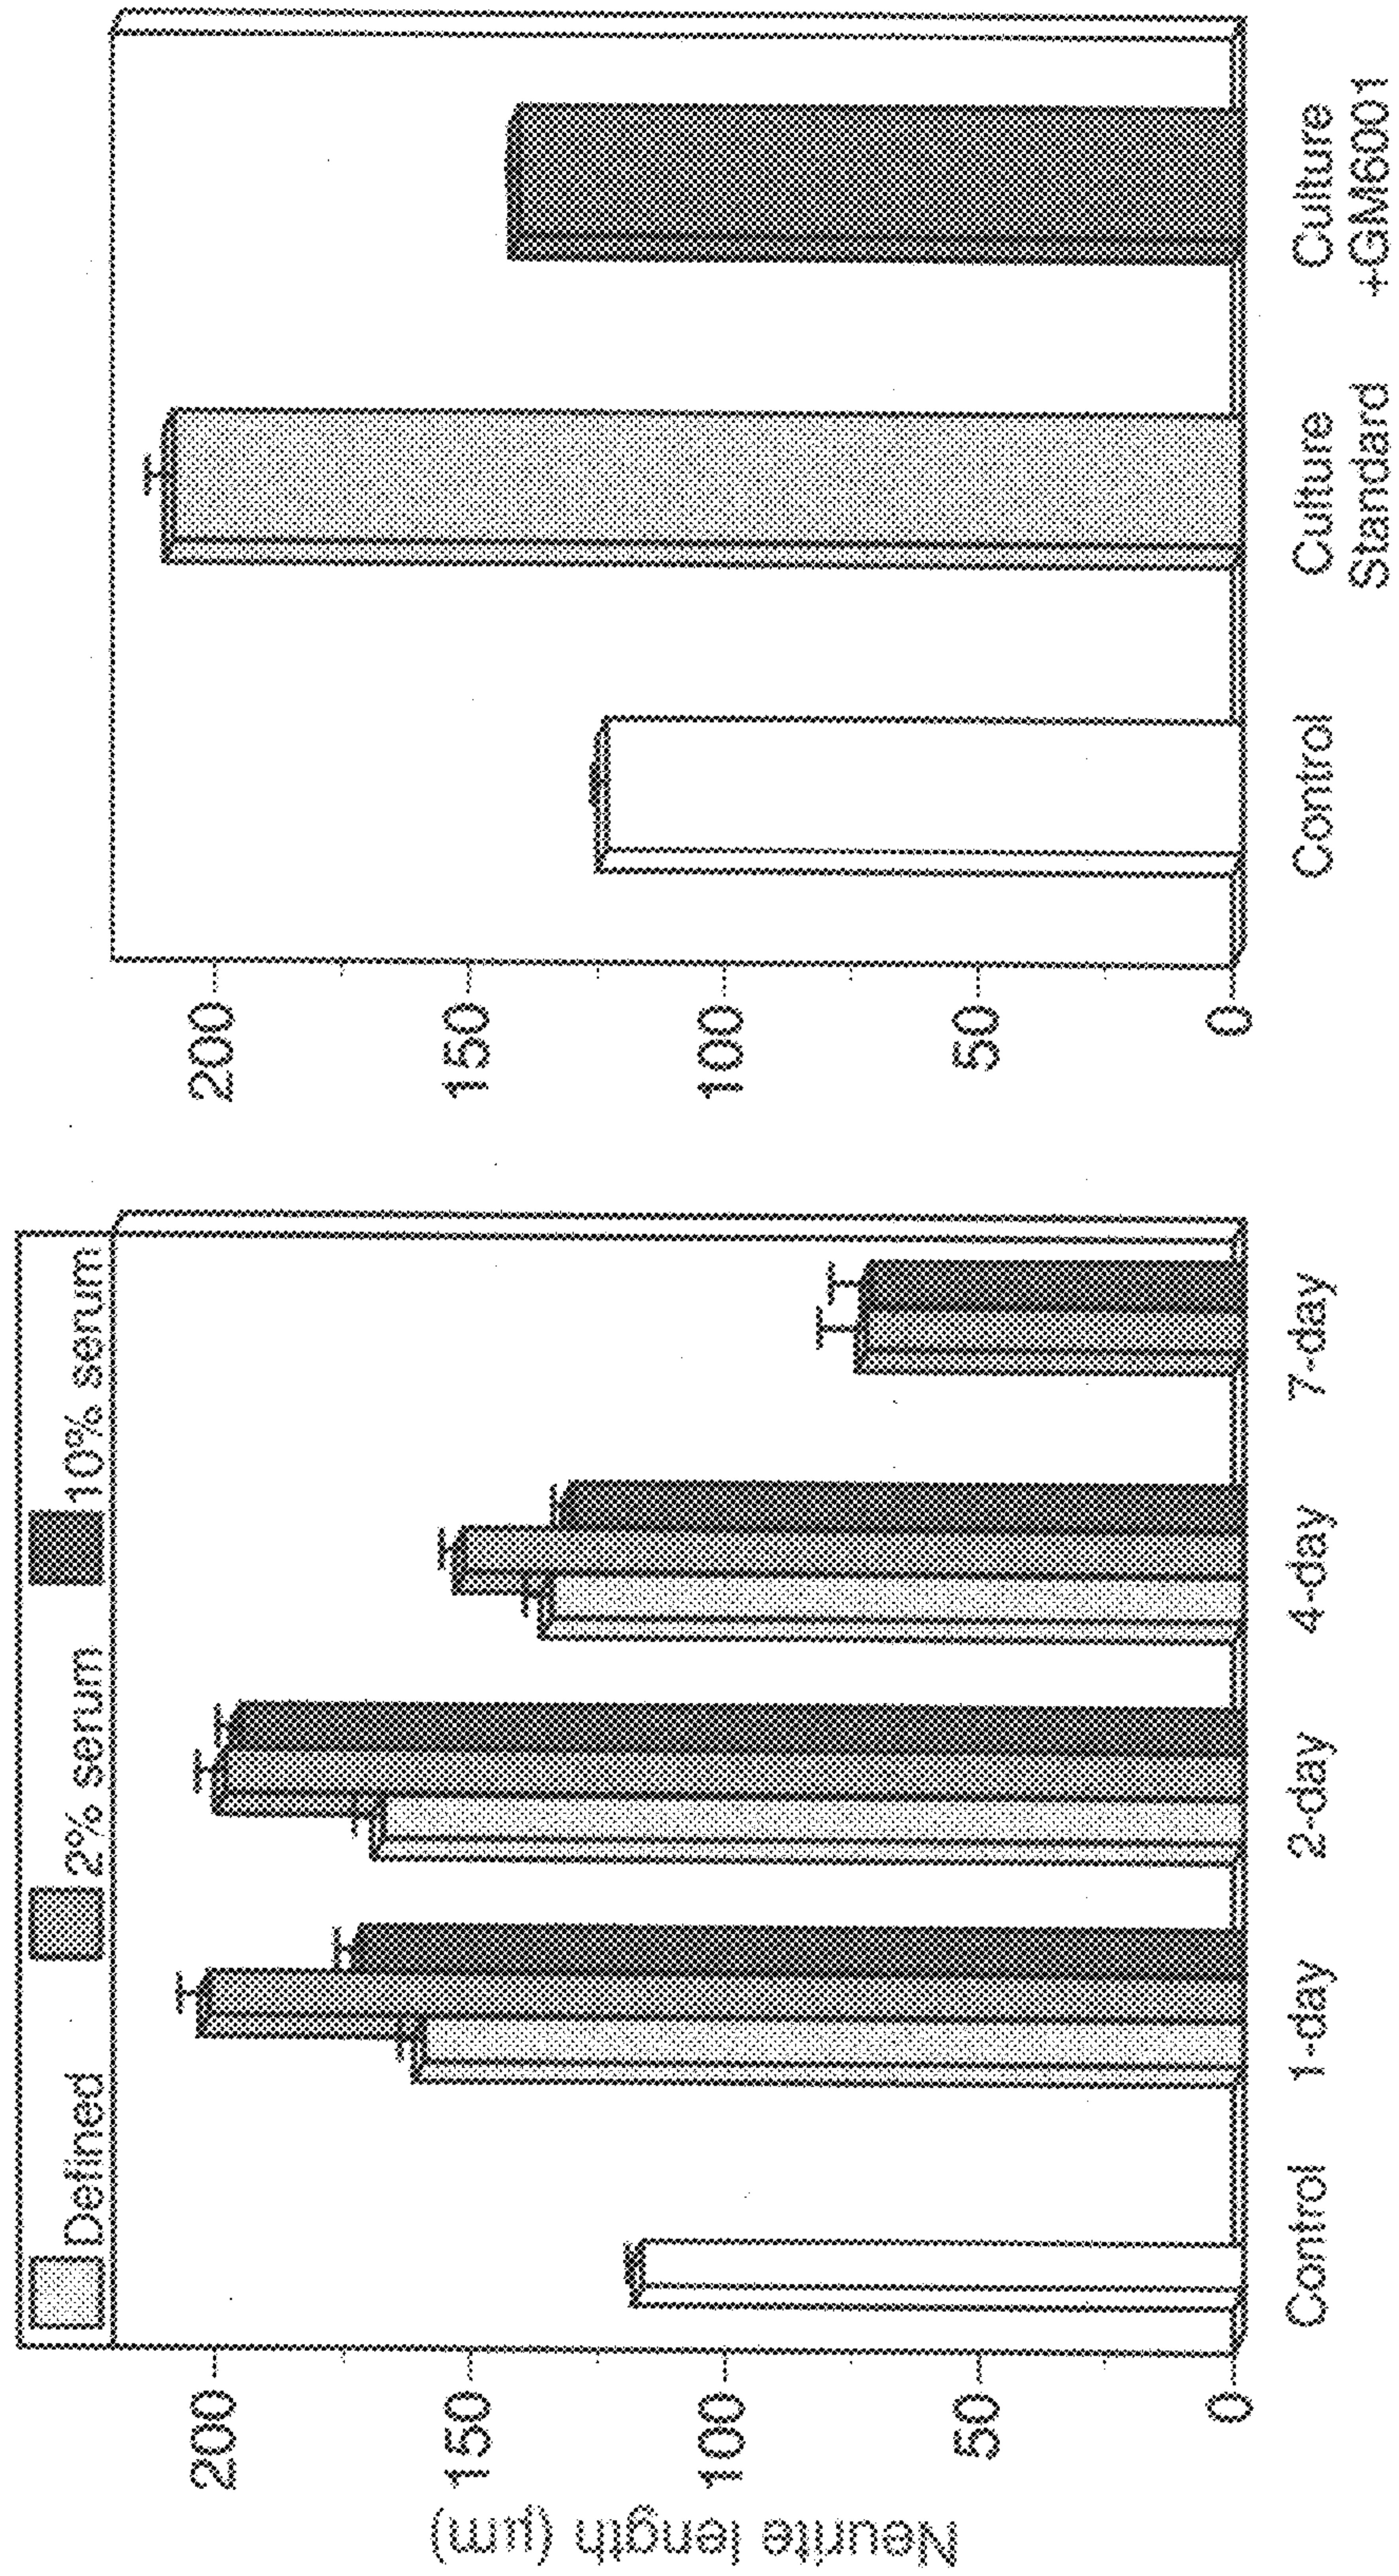 Defined 2% serum 10% serum
Neurite length (µm)
200
150
100
50
0
Control 1-day 2-day 4-day 7-day
200
150
100
50
0
Control Culture Culture
Standard +GM6001